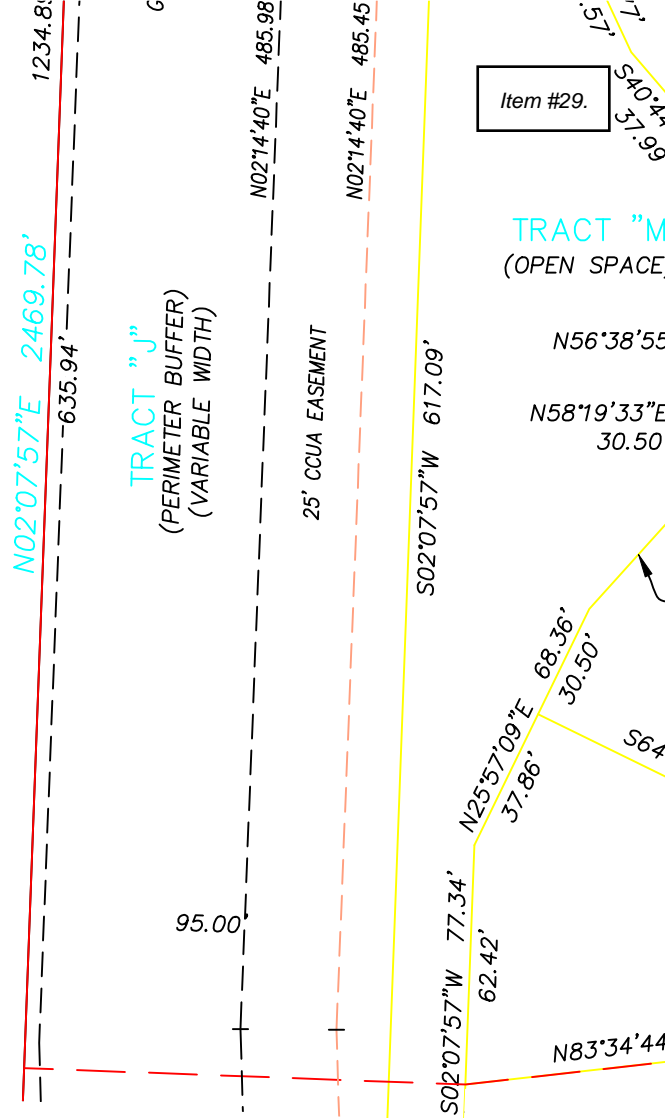 1234.89
N02°14'40"E 485.98
N02°14'40"E 485.45
.57'
7'
Item #29.
S40°44
37.99
TRACT "M
(OPEN SPACE)
N56°38'55
N58°19'33"E
30.50
N02°07'57"E 2469.78'
635.94'
TRACT "J"
(PERIMETER BUFFER)
(VARIABLE WIDTH)
25' CCUA EASEMENT
S02°07'57"W 617.09'
N25°57'09"E 68.36'
30.50'
37.86'
S64
95.00'
S02°07'57"W 77.34'
62.42'
N83°34'44